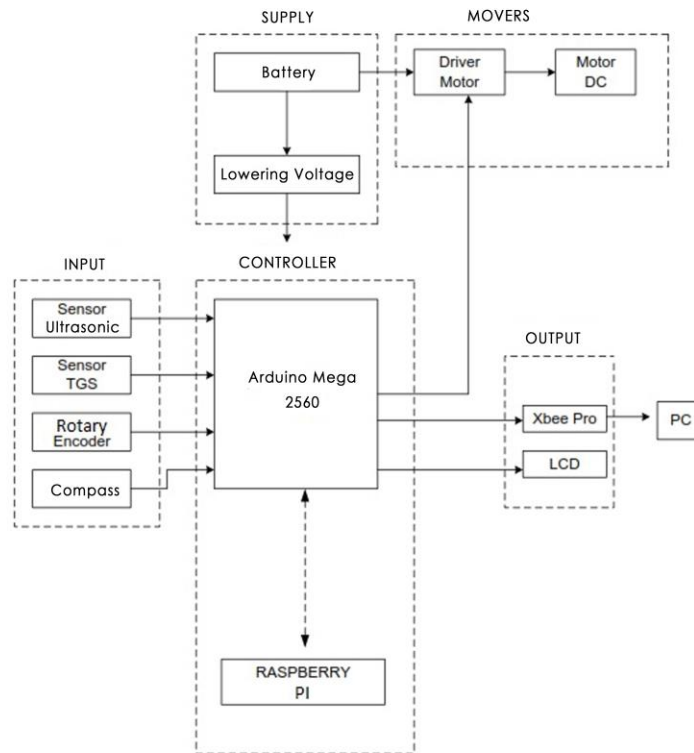 SUPPLY
MOVERS
Battery
Driver
Motor
Motor
DC
Lowering Voltage
INPUT
CONTROLLER
Sensor
Ultrasonic
Sensor
TGS
Rotary
Encoder
Compass
Arduino Mega
2560
OUTPUT
Xbee Pro
PC
LCD
RASPBERRY
PI